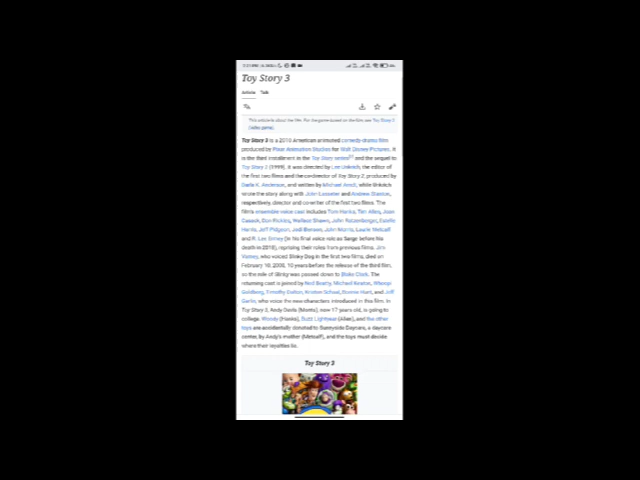 Toy Story 3
Article Talk
This article is about the film. For the game based on the film, see Toy Story 3
(video game).
Toy Story 3 is a 2010 American animated comedy-drama film
produced by Pixar Animation Studios for Walt Disney Pictures. It
is the third installment in the Toy Story series and the sequel to
Toy Story 2 (1999). It was directed by Lee Unkrich, the editor of
the first two films and the co-director of Toy Story 2, produced by
Darla K. Anderson, and written by Michael Arndt, while Unkrich
wrote the story along with John Lasseter and Andrew Stanton,
respectively director and co-writer of the first two films. The
film's ensemble voice cast includes Tom Hanks, Tim Allen, Joan
Cusack, Don Rickles, Wallace Shawn, John Ratzenberger, Estelle
Harris, Jeff Pidgeon, Jodi Benson, John Morris, Laurie Metcalf
and R. Lee Ermey (in his final voice role as Sarge before his
death in 2018), reprising their roles from previous films. Jim
Varney, who voiced Slinky Dog in the first two films, died on
February 10, 2000, 10 years before the release of the third film,
so the role of Slinky was passed down to Blake Clark. The
returning cast is joined by Ned Beatty, Michael Keaton, Whoopi
Goldberg, Timothy Dalton, Kristen Schaal, Bonnie Hunt, and Jeff
Garlin, who voice the new characters introduced in this film. In
Toy Story 3, Andy Davis (Morris), now 17 years old, is going to
college. Woody (Hanks), Buzz Lightyear (Allen), and the other
toys are accidentally donated to Sunnyside Daycare, a daycare
center, by Andy's mother (Metcalf), and the toys must decide
where their loyalties lie.
Toy Story 3